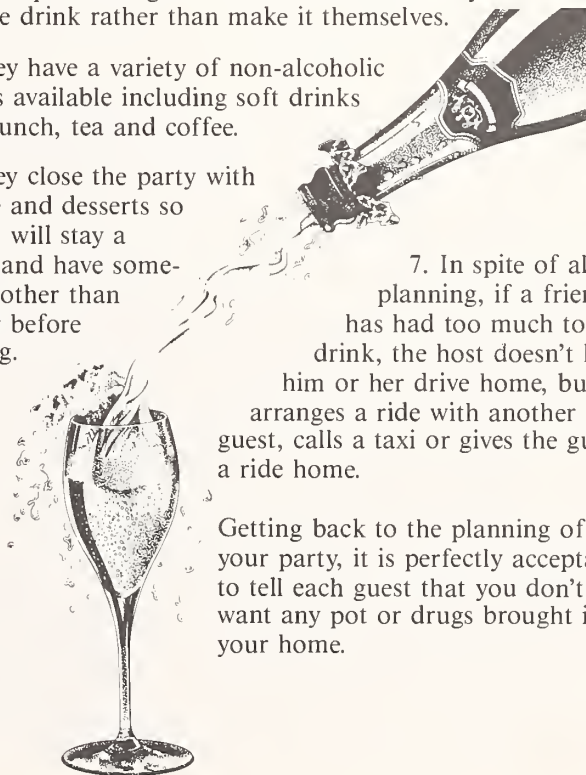 e drink rather than make it themselves.
ey have a variety of non-alcoholic
s available including soft drinks
unch, tea and coffee.
ey close the party with
and desserts so
will stay a
and have some-
other than
before
g.
7. In spite of al
planning, if a frien
has had too much to
drink, the host doesn't
him or her drive home, bu
arranges a ride with another
guest, calls a taxi or gives the gu
a ride home.
Getting back to the planning of
your party, it is perfectly accepta
to tell each guest that you don't
want any pot or drugs brought i
your home.